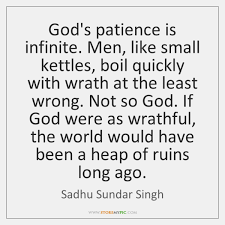 God's patience is
infinite. Men, like small
kettles, boil quickly
with wrath at the least
wrong. Not so God. If
God were as wrathful,
the world would have
been a heap of ruins
long ago.
Sadhu Sundar Singh